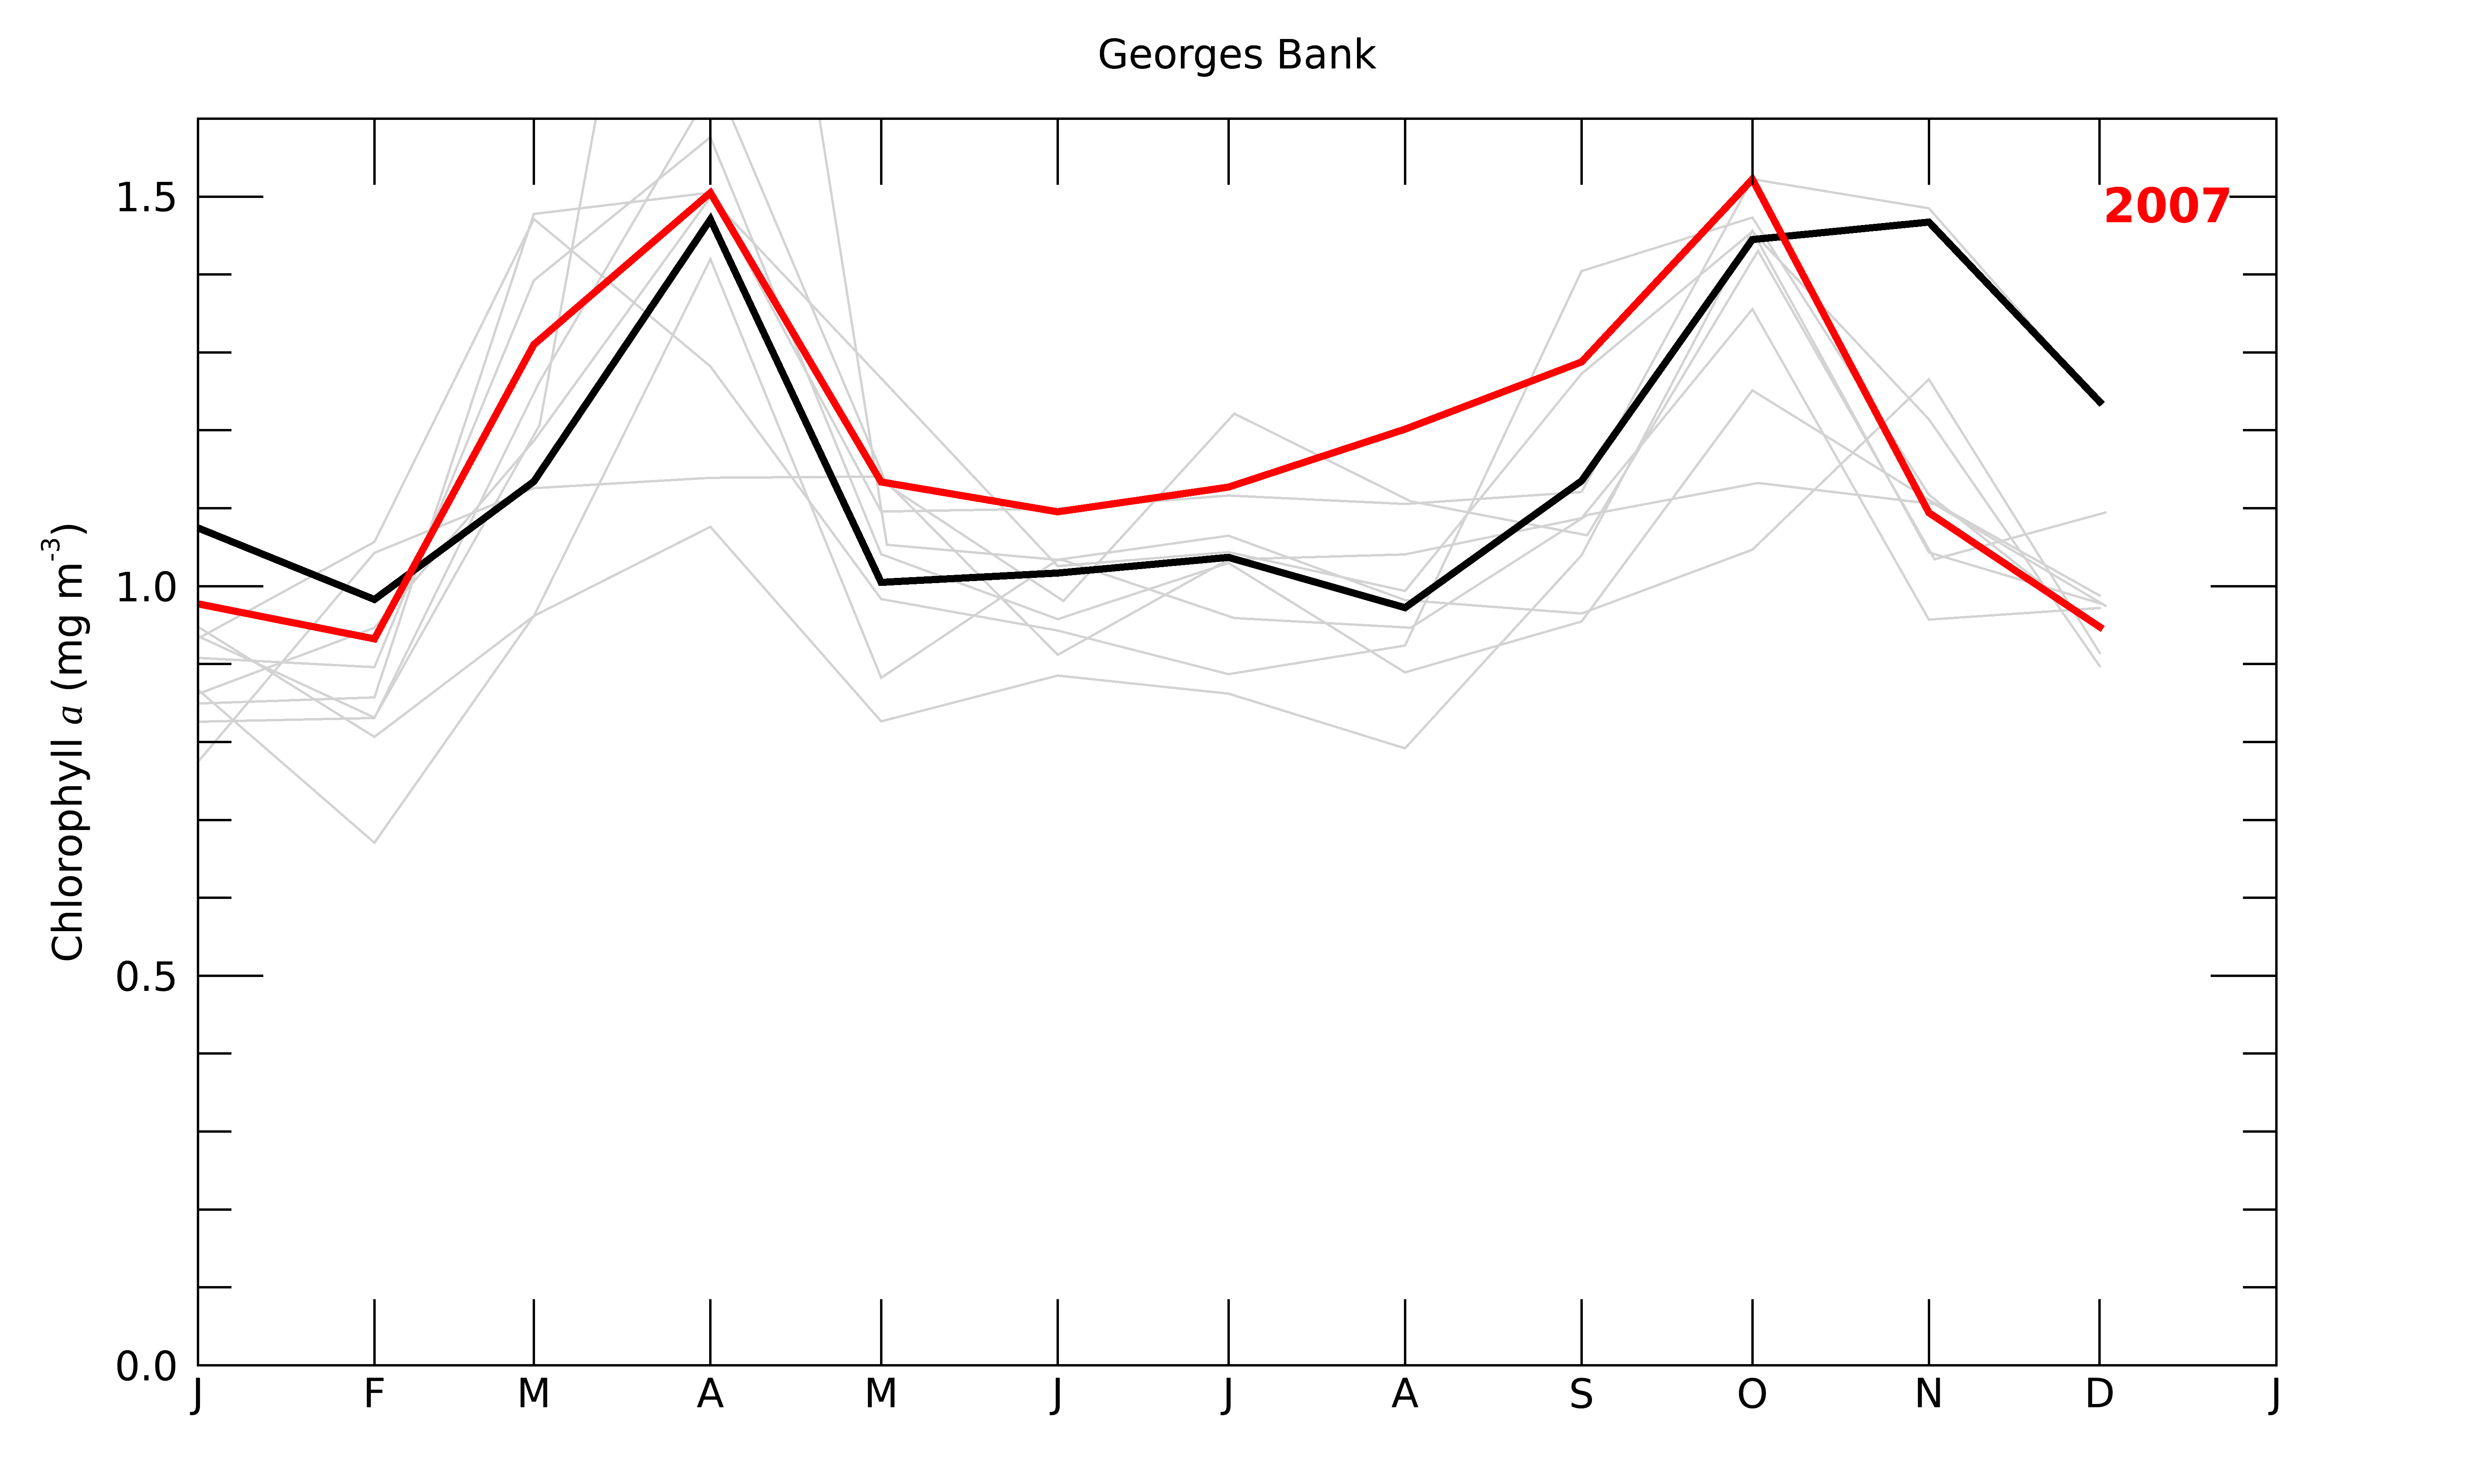 Georges Bank
2007
1.5
1.0
0.5
0.0
Chlorophyll a (mg m⁻³)
J F M A M J J A S O N D J